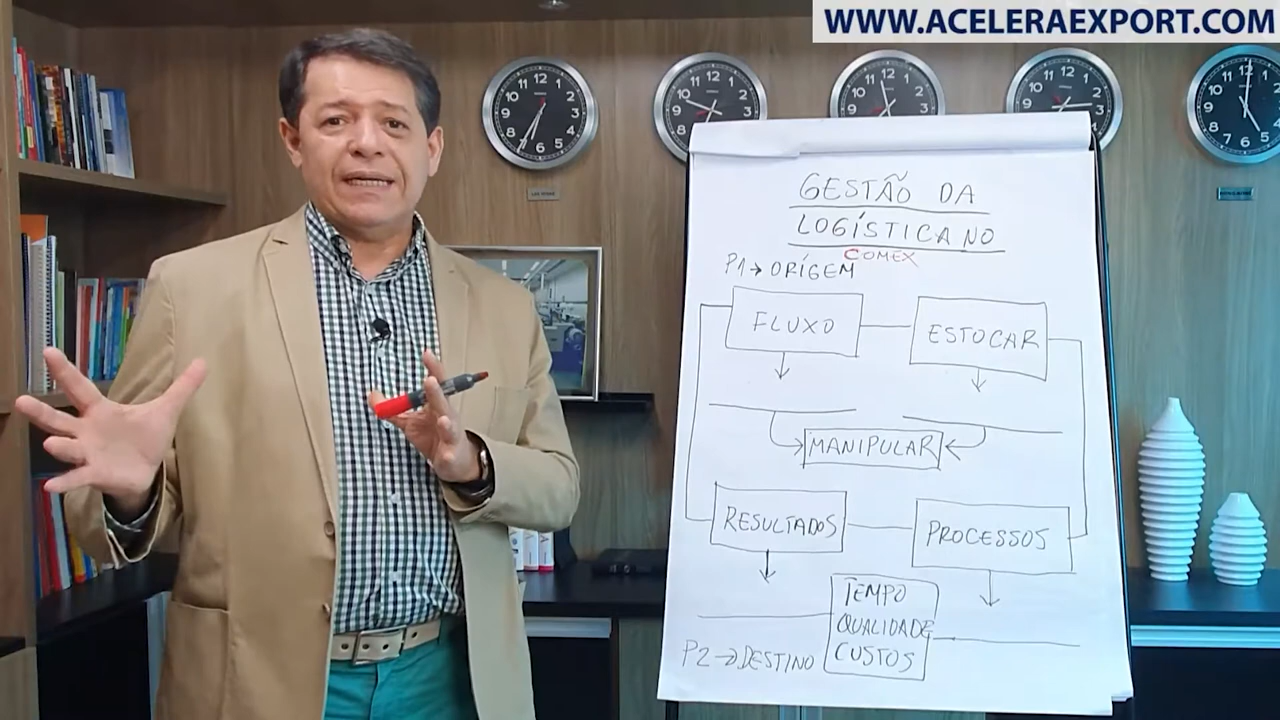 WWW.ACELERAEXPORT.COM
GESTÃO DA
LOGÍSTICA NO
COMEX
P1→ ORÍGEM
FLUXO
ESTOCAR
MANIPULAR
RESULTADOS
PROCESSOS
TEMPO
QUALIDADE
CUSTOS
P2→DESTINO